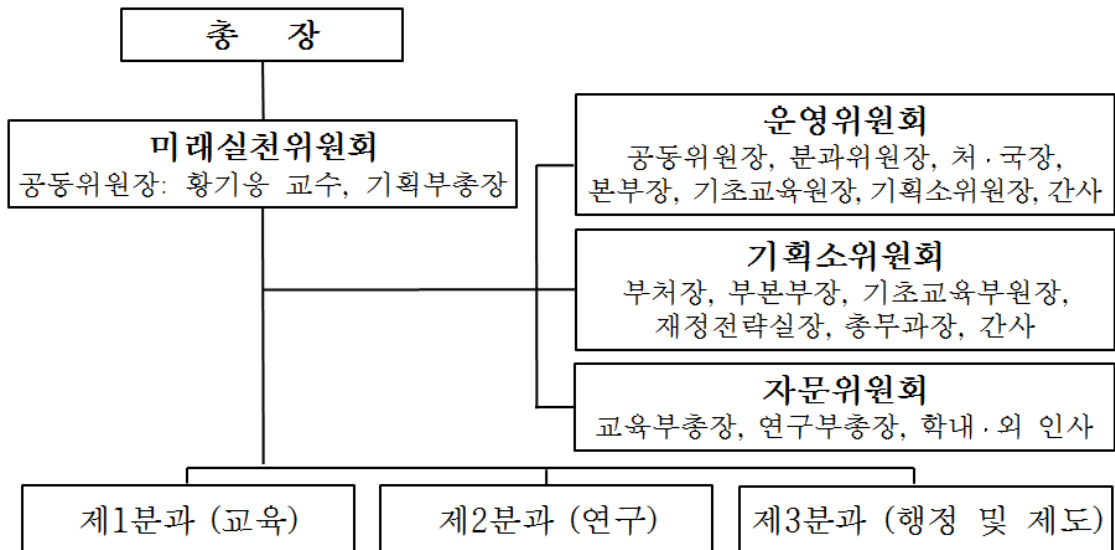 총 장
미래실천위원회
공동위원장: 황기웅 교수, 기획부총장
운영위원회
공동위원장, 분과위원장, 처·국장,
본부장, 기초교육원장, 기획소위원장, 간사
기획소위원회
부처장, 부본부장, 기초교육부원장,
재정전략실장, 총무과장, 간사
자문위원회
교육부총장, 연구부총장, 학내·외 인사
제1분과 (교육)
제2분과 (연구)
제3분과 (행정 및 제도)